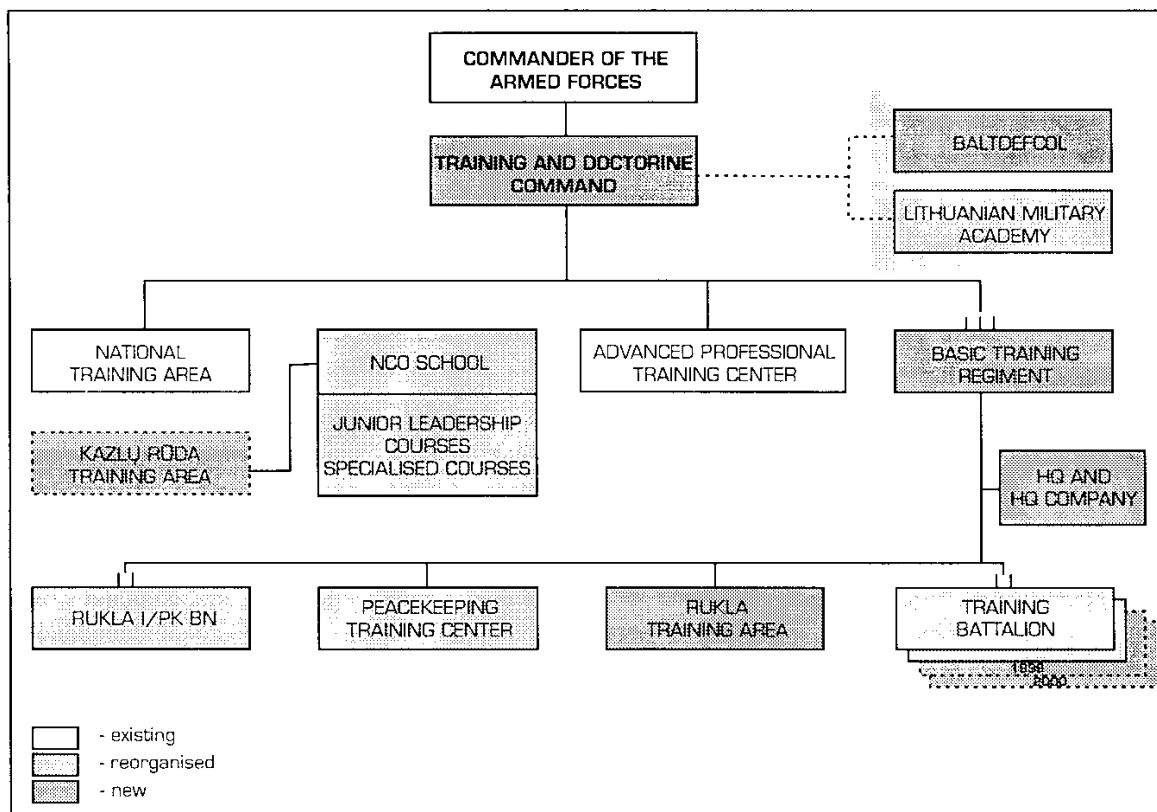 COMMANDER OF THE
ARMED FORCES
TRAINING AND DOCTORINE
COMMAND
BALTDEFCOL
LITHUANIAN MILITARY
ACADEMY
NATIONAL
TRAINING AREA
NCO SCHOOL
JUNIOR LEADERSHIP
COURSES
SPECIALISED COURSES
ADVANCED PROFESSIONAL
TRAINING CENTER
BASIC TRAINING
REGIMENT
KAZLŲ RŪDA
TRAINING AREA
HQ AND
HQ COMPANY
RUKLA I/PK BN
PEACEKEEPING
TRAINING CENTER
RUKLA
TRAINING AREA
TRAINING
BATTALION
2000
- existing
- reorganised
- new